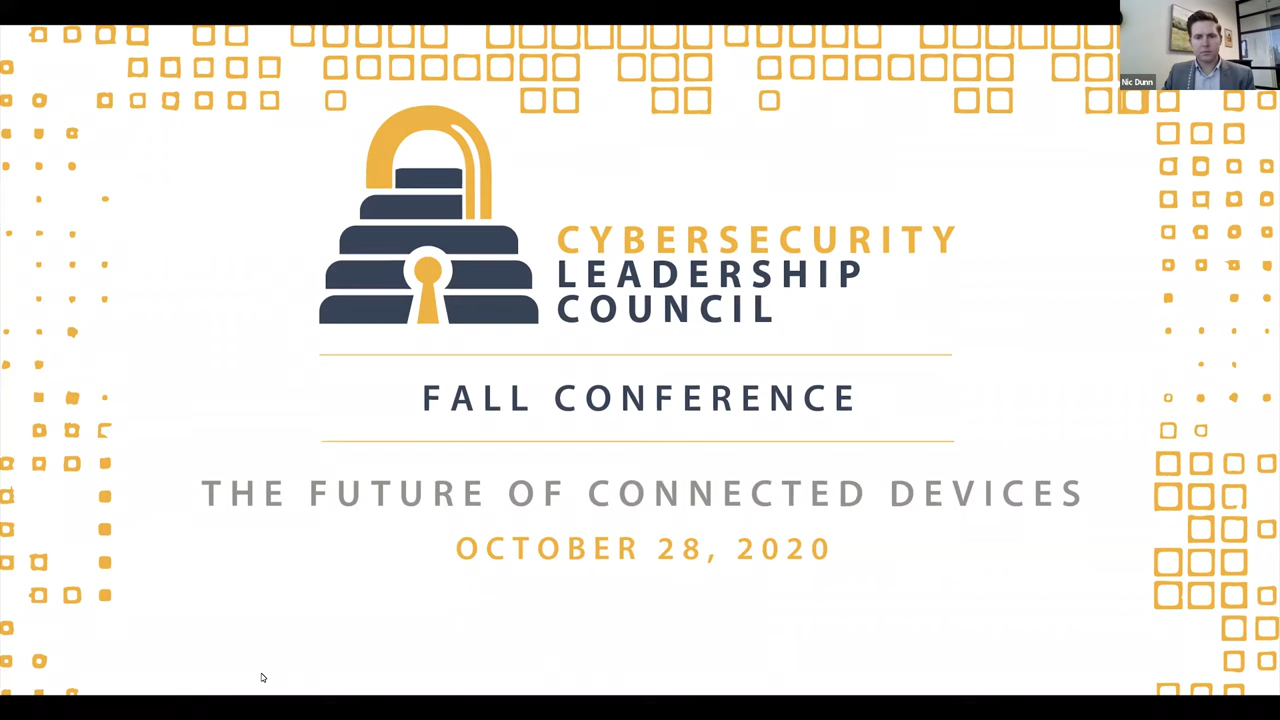 Nic Dunn
CYBERSECURITY
LEADERSHIP
COUNCIL
FALL CONFERENCE
THE FUTURE OF CONNECTED DEVICES
OCTOBER 28, 2020